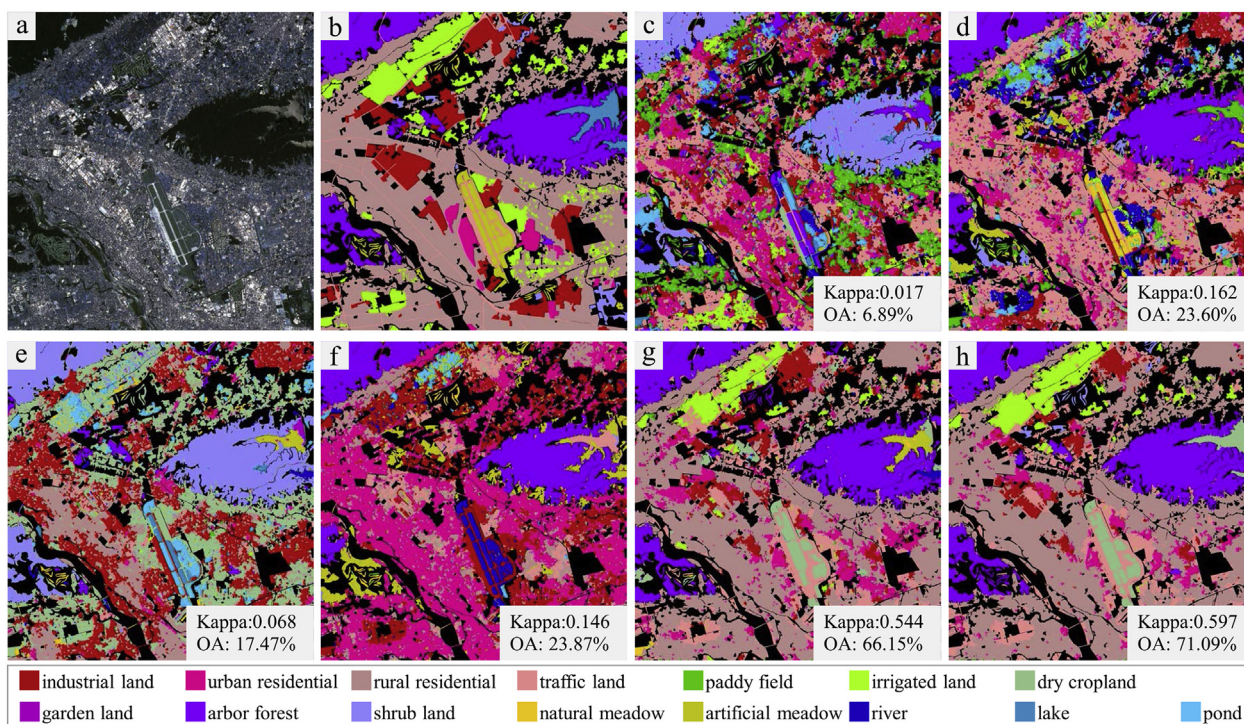 a
b
c
d
Kappa:0.017
OA: 6.89%
Kappa:0.162
OA: 23.60%
e
f
g
h
Kappa:0.068
OA: 17.47%
Kappa:0.146
OA: 23.87%
Kappa:0.544
OA: 66.15%
Kappa:0.597
OA: 71.09%
industrial land urban residential rural residential traffic land paddy field irrigated land dry cropland
garden land arbor forest shrub land natural meadow artificial meadow river lake pond